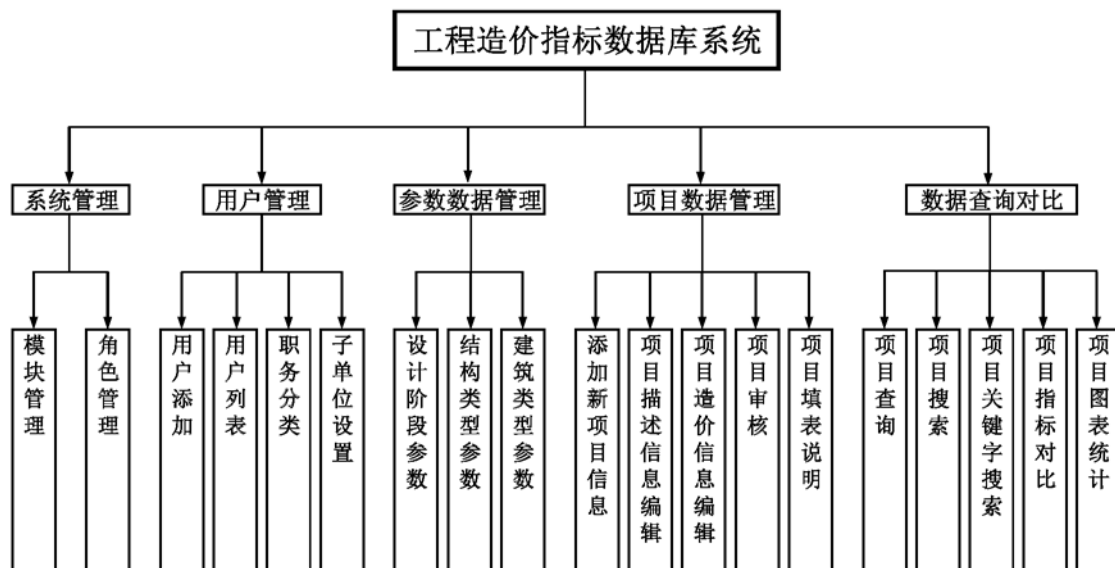 工程造价指标数据库系统
系统管理
用户管理
参数数据管理
项目数据管理
数据查询对比
模块管理
角色管理
用户添加
用户列表
职务分类
子单位设置
设计阶段参数
结构类型参数
建筑类型参数
添加新项目信息
项目描述信息编辑
项目造价信息编辑
项目审核
项目填表说明
项目查询
项目搜索
项目关键字搜索
项目指标对比
项目图表统计